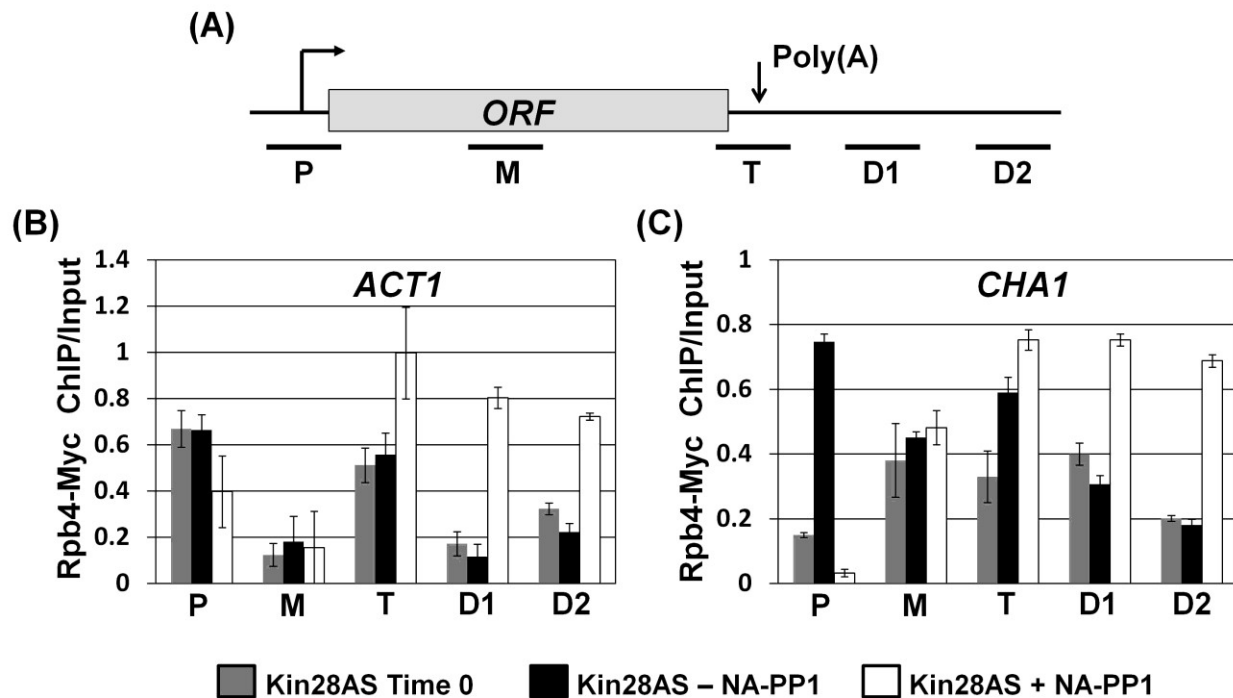 (A)
Poly(A)
ORF
P M T D1 D2
(B)
Rpb4-Myc ChIP/Input
1.4
1.2
1
0.8
0.6
0.4
0.2
0
ACT1
P M T D1 D2
(C)
Rpb4-Myc ChIP/Input
1
0.8
0.6
0.4
0.2
0
CHA1
P M T D1 D2
Kin28AS Time 0 Kin28AS – NA-PP1 Kin28AS + NA-PP1